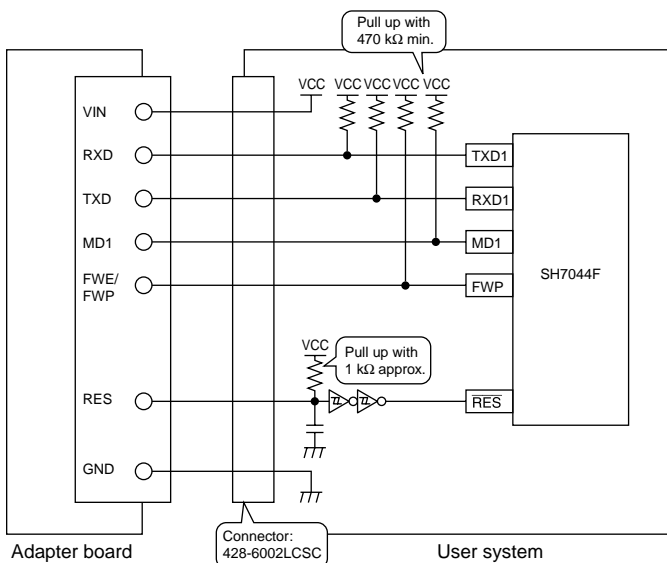 Pull up with
470 kΩ min.
VCC VCC VCC VCC VCC
VIN
RXD
TXD1
TXD
RXD1
MD1
MD1
FWE/
FWP
FWP
SH7044F
VCC
Pull up with
1 kΩ approx.
RES
RES
GND
Connector:
428-6002LCSC
Adapter board
User system